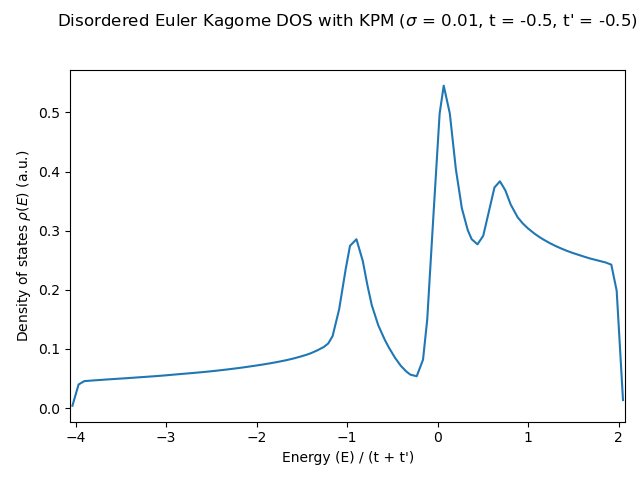 Disordered Euler Kagome DOS with KPM (σ = 0.01, t = -0.5, t' = -0.5)
Density of states ρ(E) (a.u.)
0.5
0.4
0.3
0.2
0.1
0.0
−4 −3 −2 −1 0 1 2
Energy (E) / (t + t')